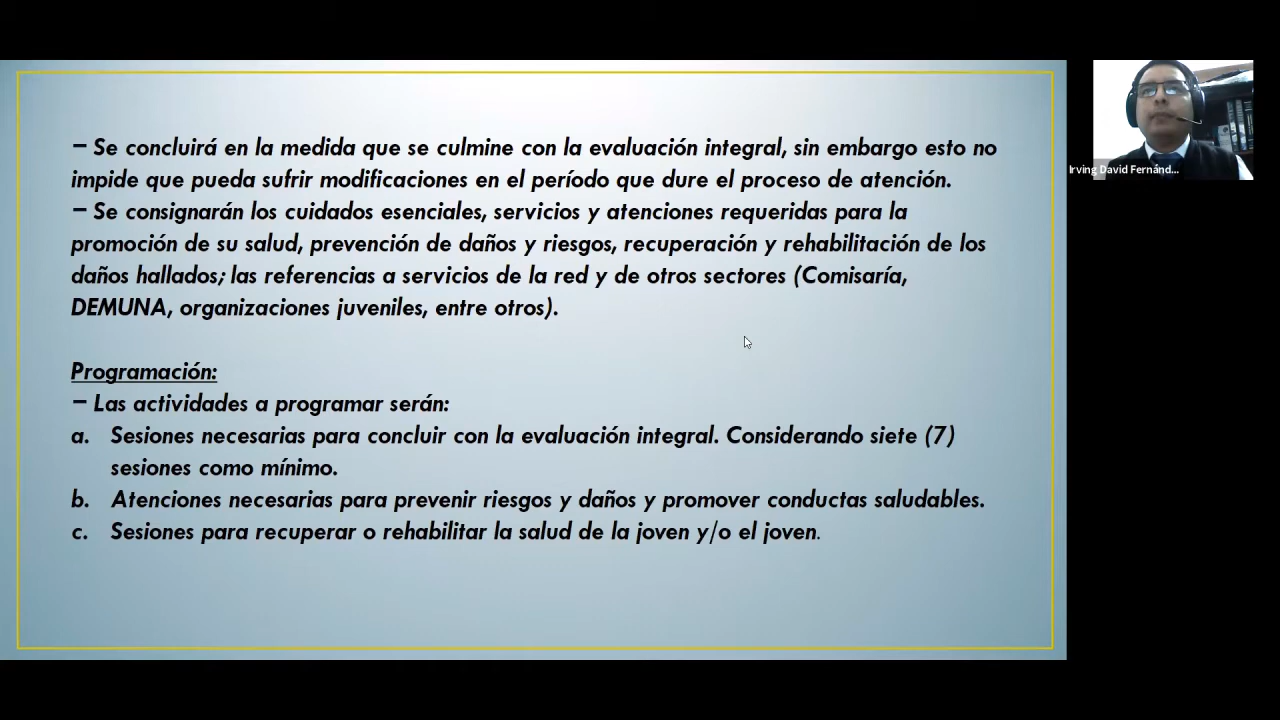 – Se concluirá en la medida que se culmine con la evaluación integral, sin embargo esto no
impide que pueda sufrir modificaciones en el período que dure el proceso de atención.
– Se consignarán los cuidados esenciales, servicios y atenciones requeridas para la
promoción de su salud, prevención de daños y riesgos, recuperación y rehabilitación de los
daños hallados; las referencias a servicios de la red y de otros sectores (Comisaría,
DEMUNA, organizaciones juveniles, entre otros).
Programación:
– Las actividades a programar serán:
a. Sesiones necesarias para concluir con la evaluación integral. Considerando siete (7)
sesiones como mínimo.
b. Atenciones necesarias para prevenir riesgos y daños y promover conductas saludables.
c. Sesiones para recuperar o rehabilitar la salud de la joven y/o el joven.
Irving David Fernánd...